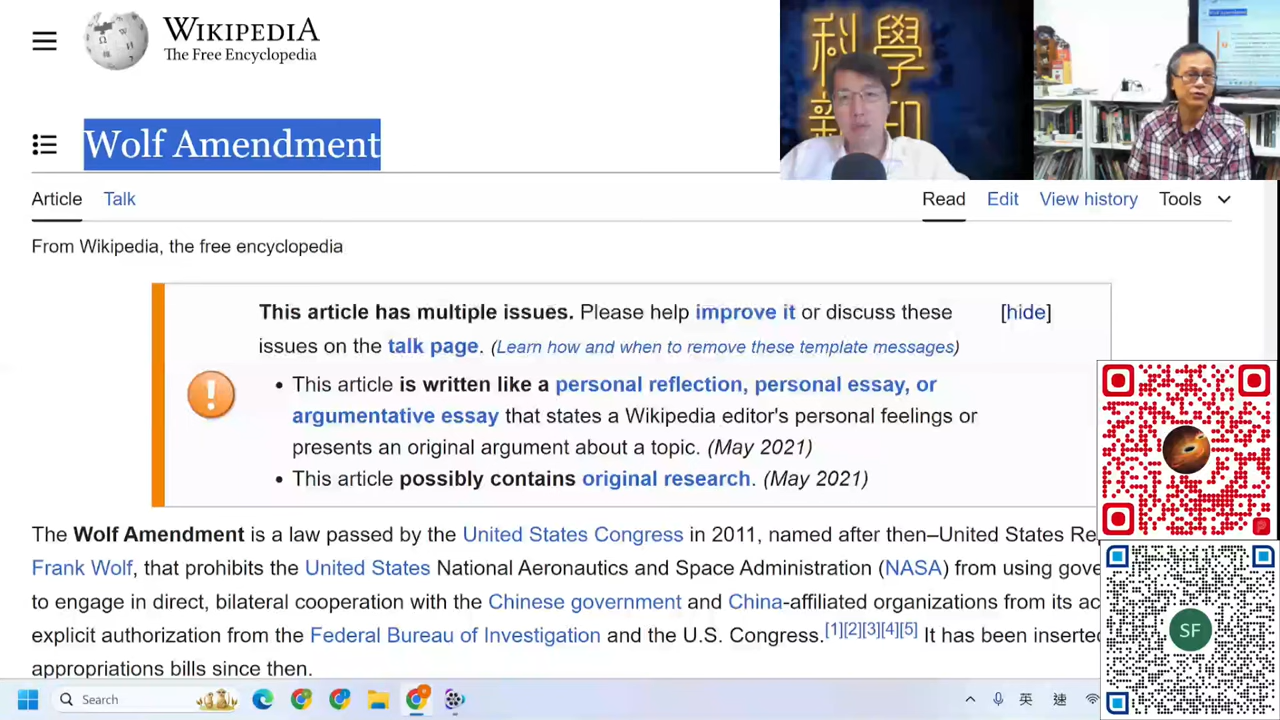 WIKIPEDIA
The Free Encyclopedia
科學
新知
Wolf Amendment
Article Talk Read Edit View history Tools
From Wikipedia, the free encyclopedia
This article has multiple issues. Please help improve it or discuss these [hide]
issues on the talk page. (Learn how and when to remove these template messages)
• This article is written like a personal reflection, personal essay, or
argumentative essay that states a Wikipedia editor's personal feelings or
presents an original argument about a topic. (May 2021)
• This article possibly contains original research. (May 2021)
The Wolf Amendment is a law passed by the United States Congress in 2011, named after then–United States Re
Frank Wolf, that prohibits the United States National Aeronautics and Space Administration (NASA) from using gove
to engage in direct, bilateral cooperation with the Chinese government and China-affiliated organizations from its ac
explicit authorization from the Federal Bureau of Investigation and the U.S. Congress.[1][2][3][4][5] It has been inserted
appropriations bills since then.
SF
Search 英 速